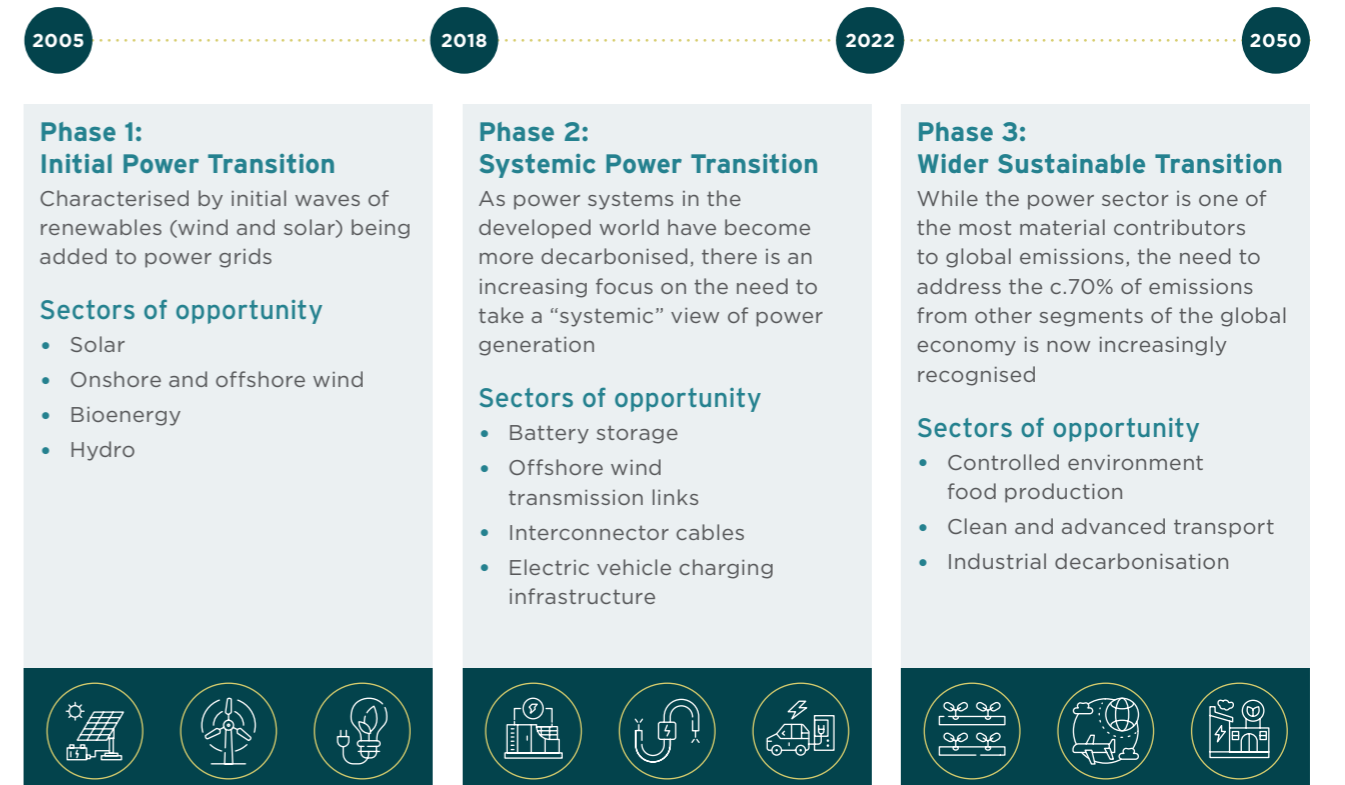 2005
2018
2022
2050
Phase 1:
Initial Power Transition
Characterised by initial waves of
renewables (wind and solar) being
added to power grids
Sectors of opportunity
• Solar
• Onshore and offshore wind
• Bioenergy
• Hydro
Phase 2:
Systemic Power Transition
As power systems in the
developed world have become
more decarbonised, there is an
increasing focus on the need to
take a “systemic” view of power
generation
Sectors of opportunity
• Battery storage
• Offshore wind
transmission links
• Interconnector cables
• Electric vehicle charging
infrastructure
Phase 3:
Wider Sustainable Transition
While the power sector is one of
the most material contributors
to global emissions, the need to
address the c.70% of emissions
from other segments of the global
economy is now increasingly
recognised
Sectors of opportunity
• Controlled environment
food production
• Clean and advanced transport
• Industrial decarbonisation